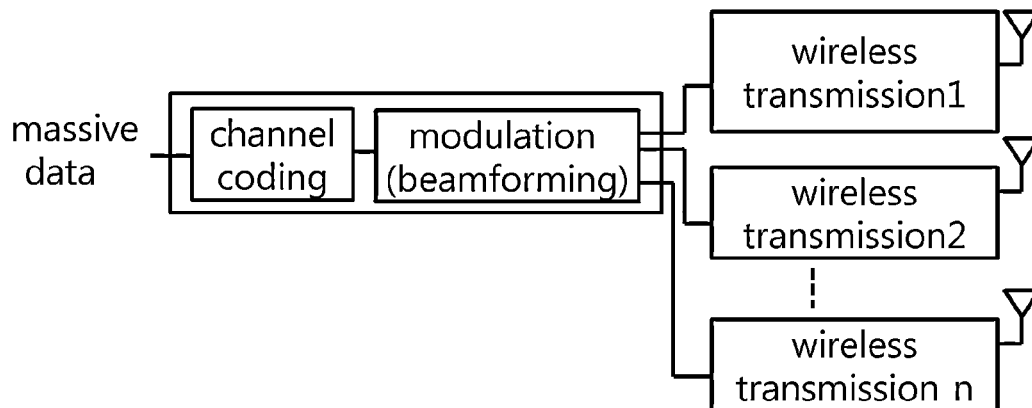 massive
data
channel
coding
modulation
(beamforming)
wireless
transmission1
wireless
transmission2
wireless
transmission n